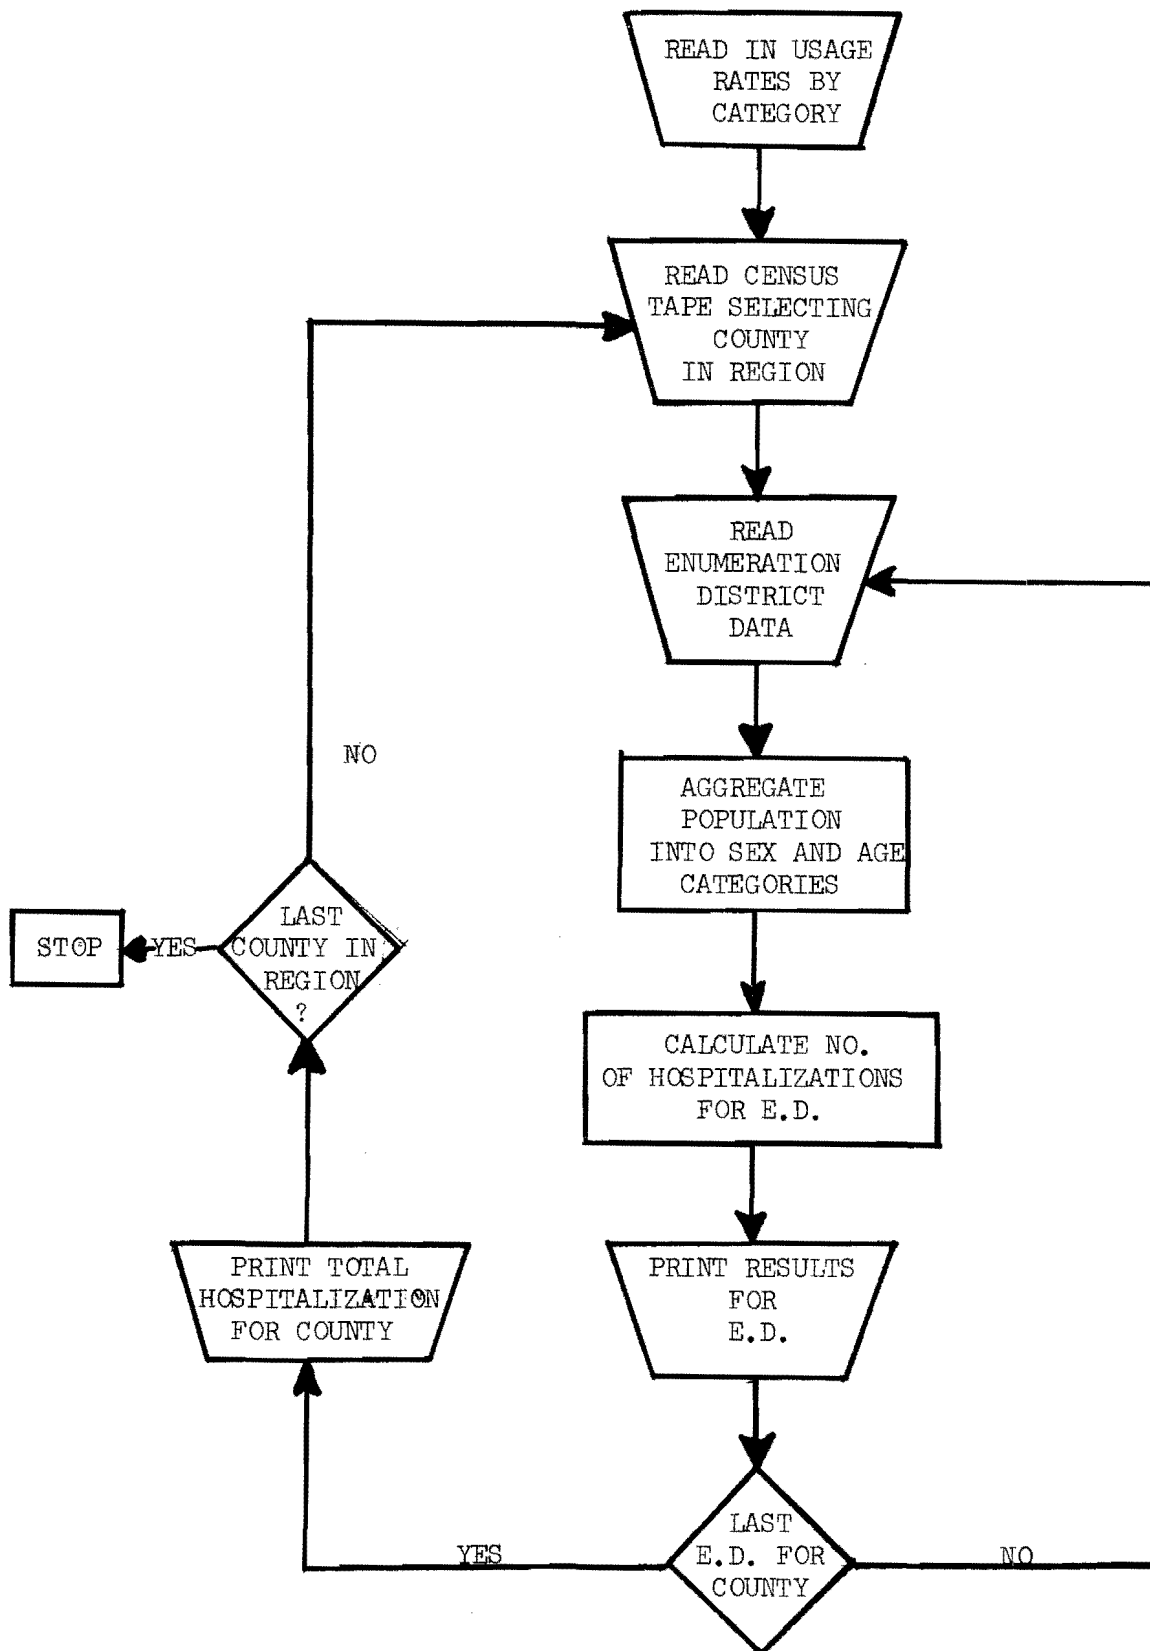 READ IN USAGE
RATES BY
CATEGORY
READ CENSUS
TAPE SELECTING
COUNTY
IN REGION
READ
ENUMERATION
DISTRICT
DATA
NO
AGGREGATE
POPULATION
INTO SEX AND AGE
CATEGORIES
STOP
YES
LAST
COUNTY IN
REGION
?
CALCULATE NO.
OF HOSPITALIZATIONS
FOR E.D.
PRINT TOTAL
HOSPITALIZATION
FOR COUNTY
PRINT RESULTS
FOR
E.D.
YES
LAST
E.D. FOR
COUNTY
NO